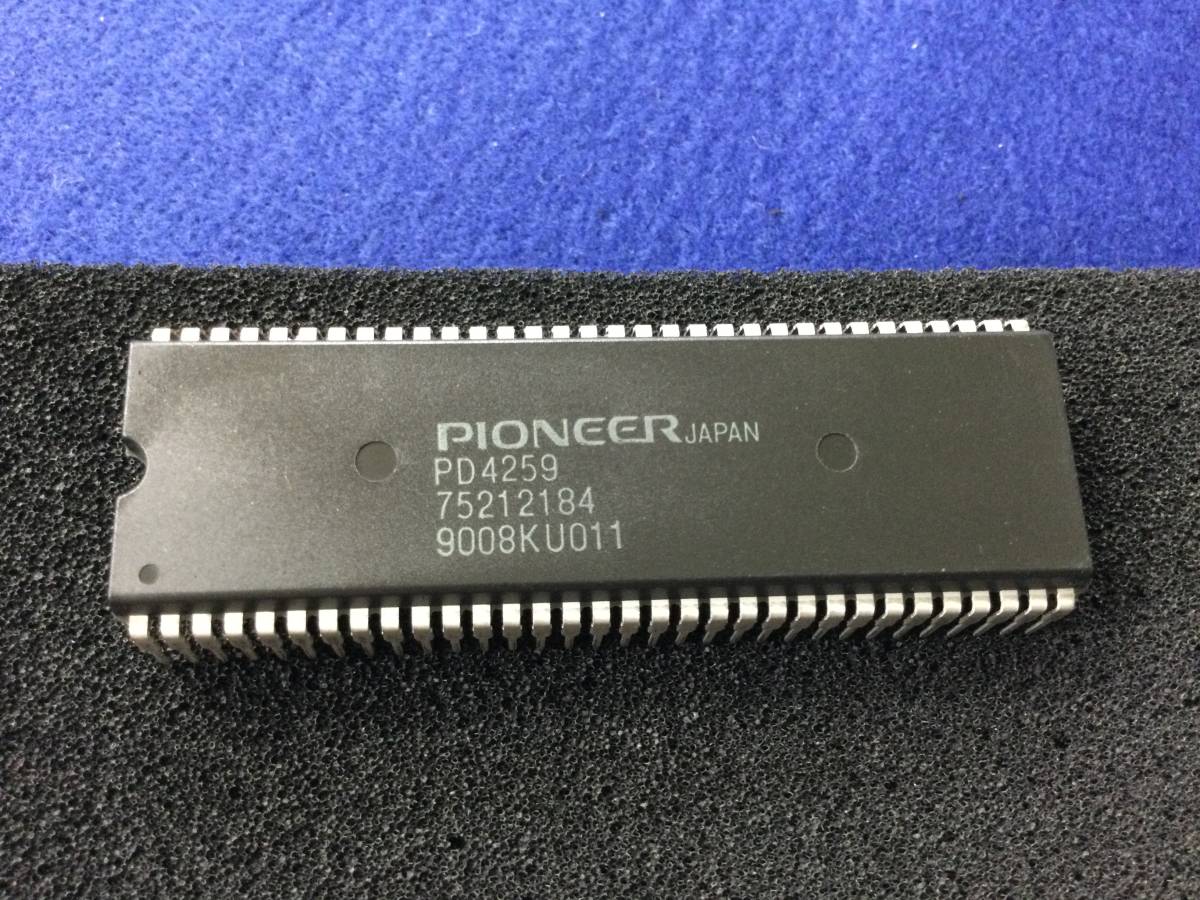 PIONEER JAPAN
PD4259
75212184
9008KU011